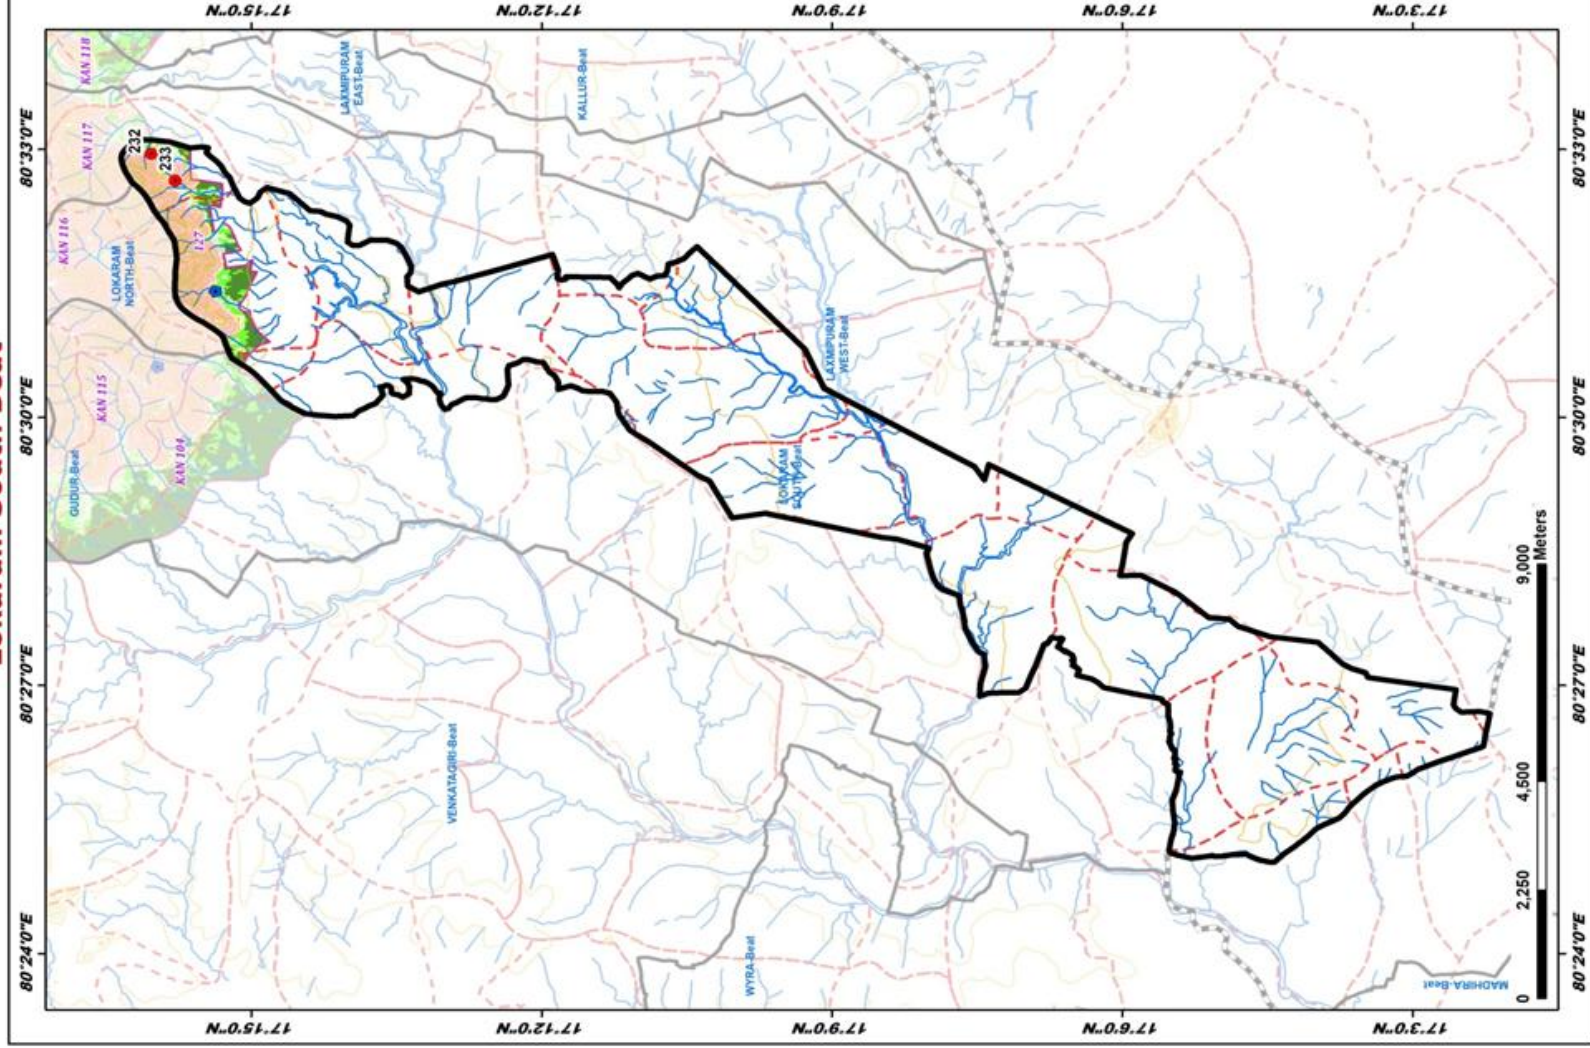 17°15'0"N
17°12'0"N
17°9'0"N
17°6'0"N
17°3'0"N
80°33'0"E
80°30'0"E
80°27'0"E
80°24'0"E
KAN 118
KAN 117
KAN 116
KAN 115
KAN 104
127
232
233
LAXMIPURAM
EAST-Beat
KALLUR-Beat
LOKARAM
NORTH-Beat
GUDUR-Beat
LAXMIPURAM
WEST-Beat
LOKARAM
SOUTH-Beat
VENKATAGIRI-Beat
WYRA-Beat
MADHIRA-Beat
80°33'0"E
80°30'0"E
80°27'0"E
80°24'0"E
17°15'0"N
17°12'0"N
17°9'0"N
17°6'0"N
17°3'0"N
0 2,250 4,500 9,000
Meters